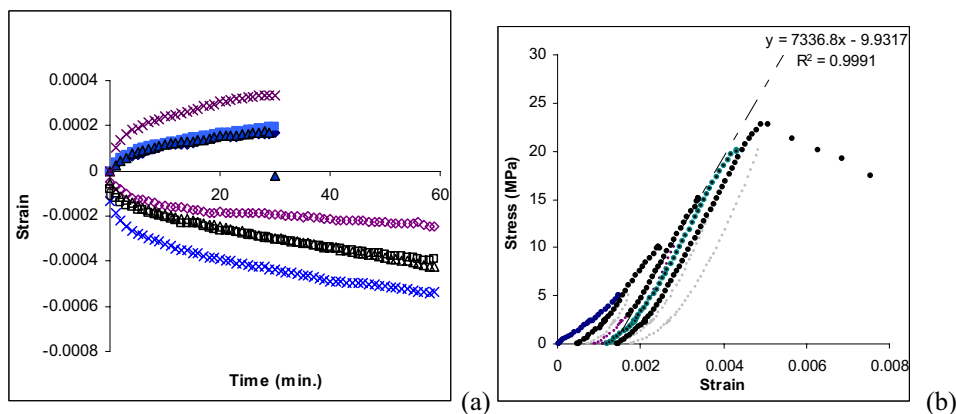 0.0004
0.0002
0
-0.0002
-0.0004
-0.0006
-0.0008
20
40
60
Strain
Time (min.)
(a)
y = 7336.8x - 9.9317
R² = 0.9991
30
25
20
15
10
5
0
0
0.002
0.004
0.006
0.008
Stress (MPa)
Strain
(b)